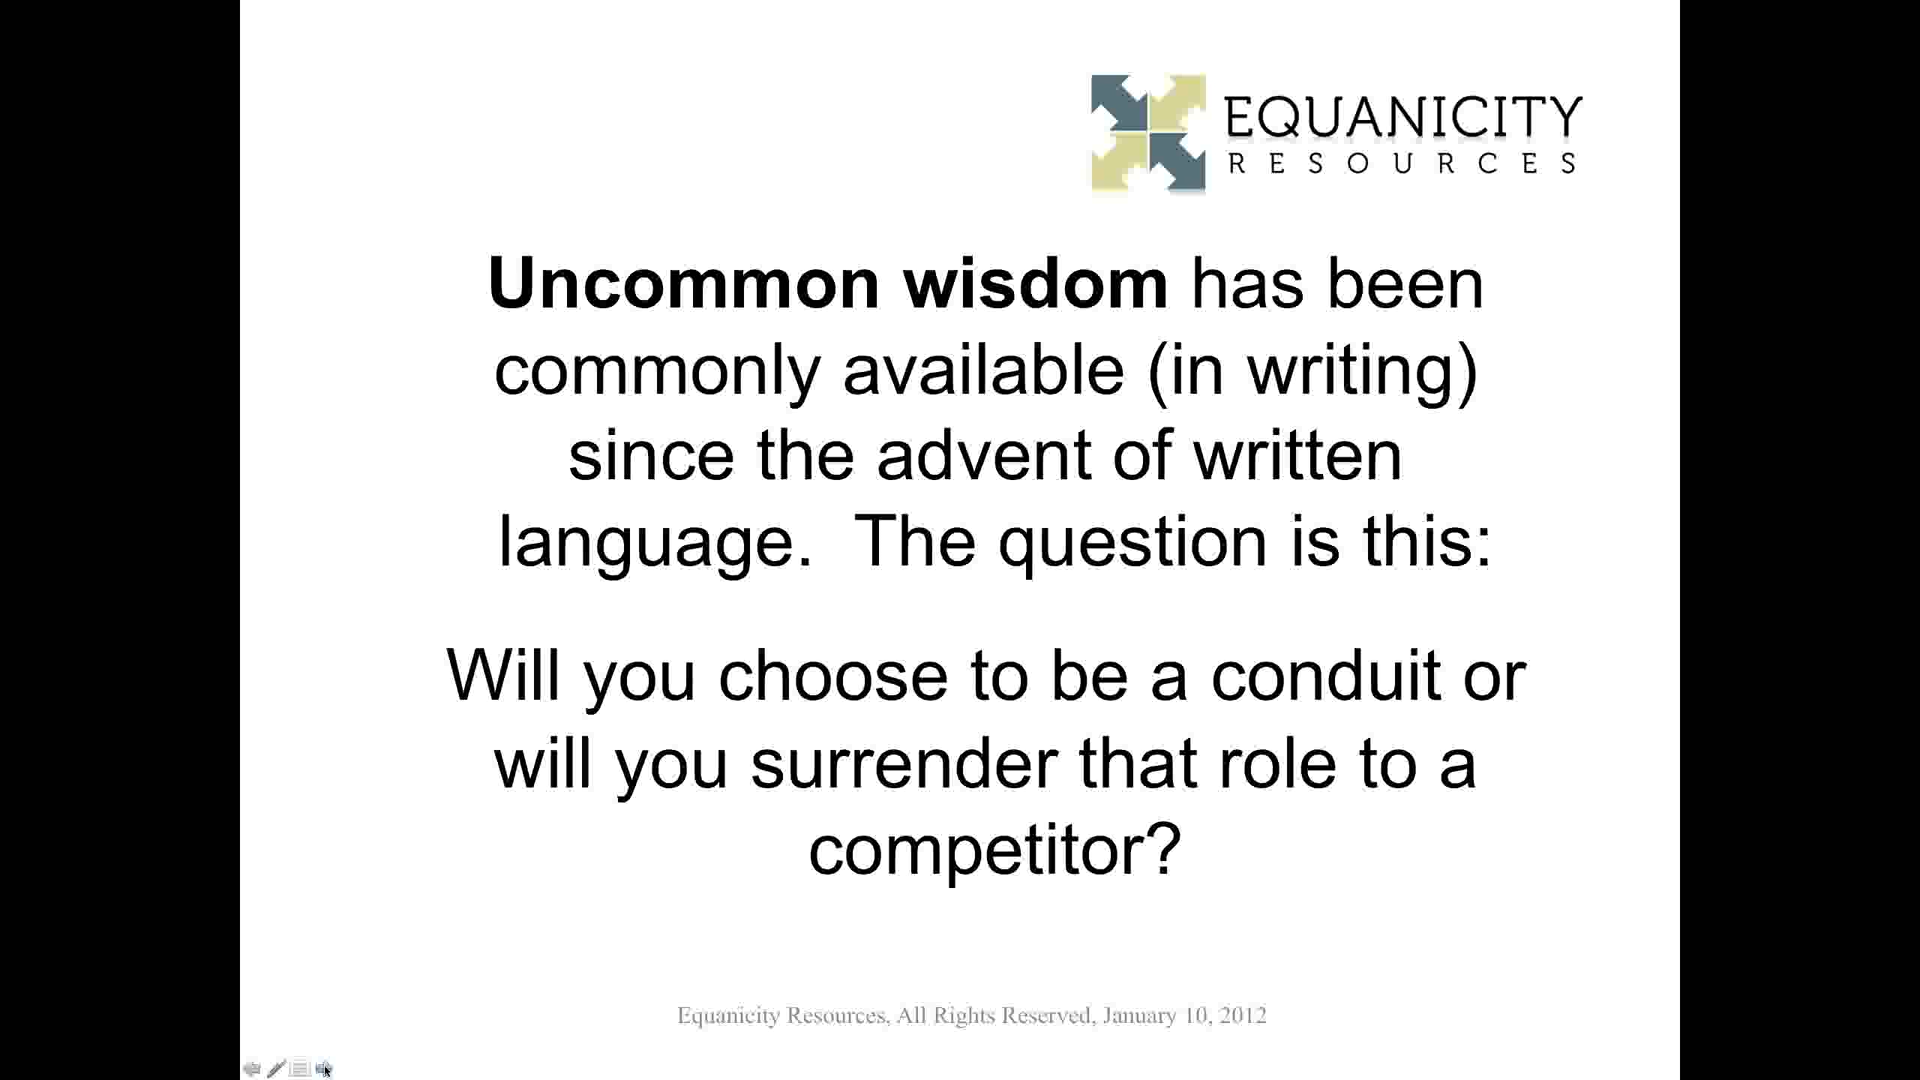 EQUANICITY
RESOURCES
Uncommon wisdom has been
commonly available (in writing)
since the advent of written
language.  The question is this:
Will you choose to be a conduit or
will you surrender that role to a
competitor?
Equanicity Resources, All Rights Reserved, January 10, 2012